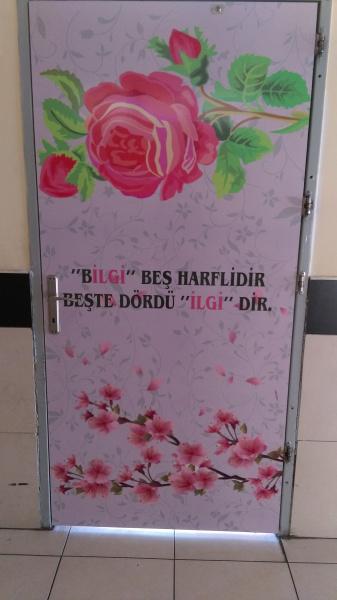 "BİLGİ" BEŞ HARFLİDİR
BEŞTE DÖRDÜ "İLGİ" DİR.